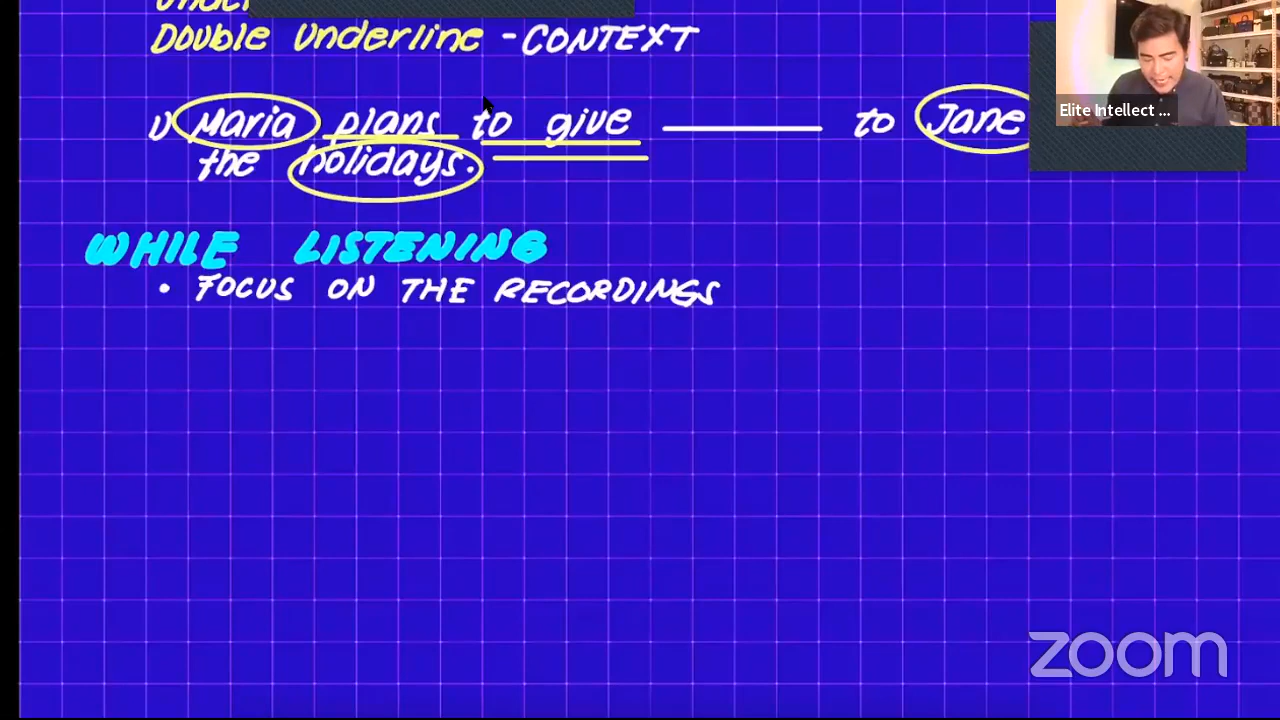 Double Underline - CONTEXT
Maria plans to give ________ to Jane
the holidays.
WHILE LISTENING
• FOCUS ON THE RECORDINGS
Elite Intellect ...
zoom